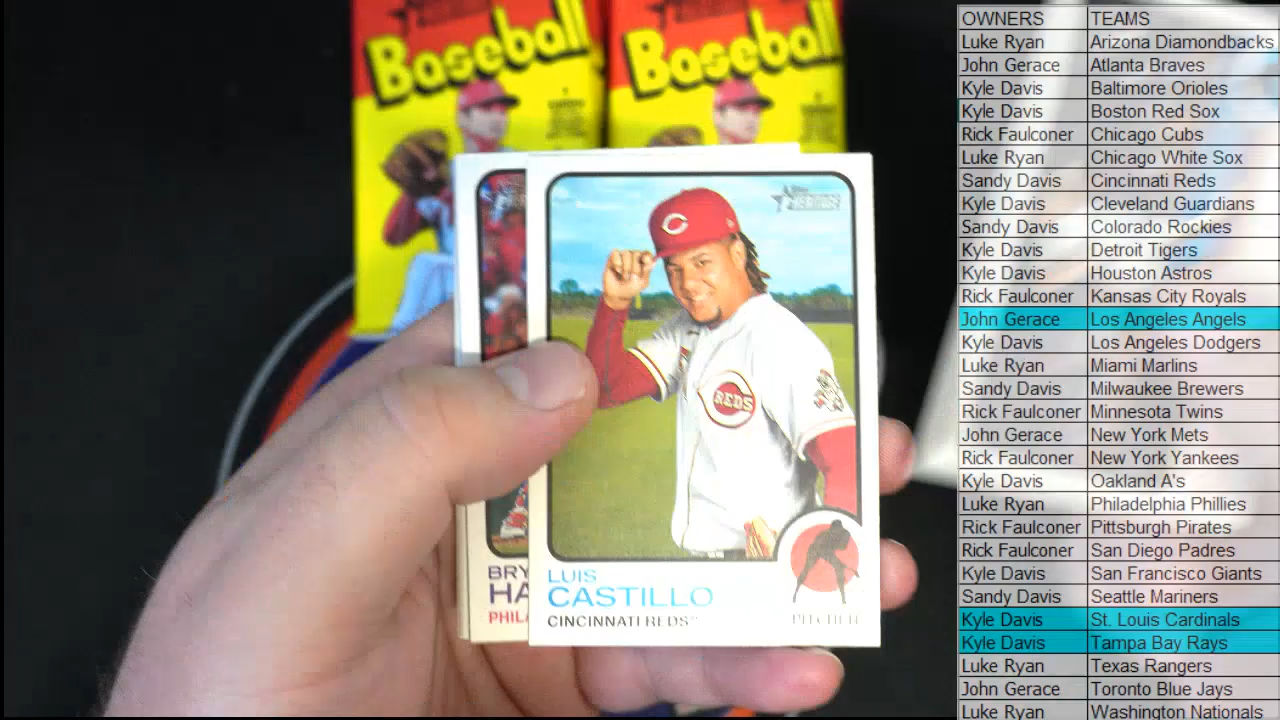 Baseball
Baseball
HERITAGE
REDS
BRY
HA
PHIL
LUIS
CASTILLO
CINCINNATI REDS
PITCHER
OWNERS TEAMS
Luke Ryan Arizona Diamondbacks
John Gerace Atlanta Braves
Kyle Davis Baltimore Orioles
Kyle Davis Boston Red Sox
Rick Faulconer Chicago Cubs
Luke Ryan Chicago White Sox
Sandy Davis Cincinnati Reds
Kyle Davis Cleveland Guardians
Sandy Davis Colorado Rockies
Kyle Davis Detroit Tigers
Kyle Davis Houston Astros
Rick Faulconer Kansas City Royals
John Gerace Los Angeles Angels
Kyle Davis Los Angeles Dodgers
Luke Ryan Miami Marlins
Sandy Davis Milwaukee Brewers
Rick Faulconer Minnesota Twins
John Gerace New York Mets
Rick Faulconer New York Yankees
Kyle Davis Oakland A's
Luke Ryan Philadelphia Phillies
Rick Faulconer Pittsburgh Pirates
Rick Faulconer San Diego Padres
Kyle Davis San Francisco Giants
Sandy Davis Seattle Mariners
Kyle Davis St. Louis Cardinals
Kyle Davis Tampa Bay Rays
Luke Ryan Texas Rangers
John Gerace Toronto Blue Jays
Luke Ryan Washington Nationals